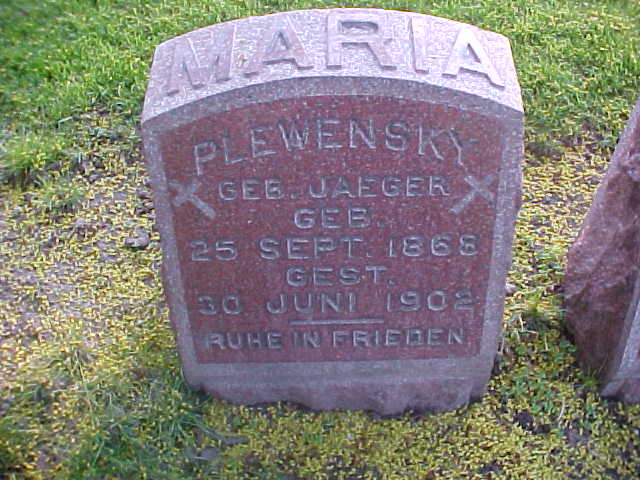 MARIA
PLEWENSKY
GEB. JAEGER
GEB.
25 SEPT. 1868
GEST.
30 JUNI 1902
RUHE IN FRIEDEN